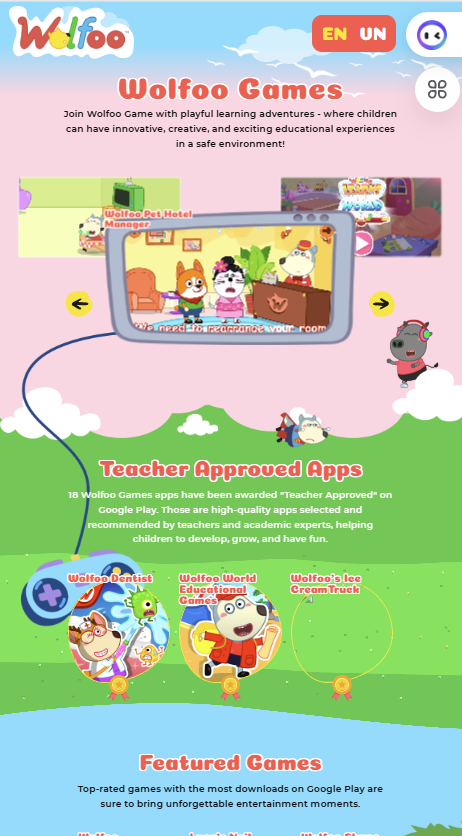 Wolfoo
EN UN
Wolfoo Games
Join Wolfoo Game with playful learning adventures - where children
can have innovative, creative, and exciting educational experiences
in a safe environment!
Wolfoo Pet Hotel
Manager
We need to rearrange your room
Teacher Approved Apps
18 Wolfoo Games apps have been awarded "Teacher Approved" on
Google Play. Those are high-quality apps selected and
recommended by teachers and academic experts, helping
children to develop, grow, and have fun.
Wolfoo Dentist
Wolfoo World
Educational
Games
Wolfoo's Ice
Cream Truck
Featured Games
Top-rated games with the most downloads on Google Play are
sure to bring unforgettable entertainment moments.